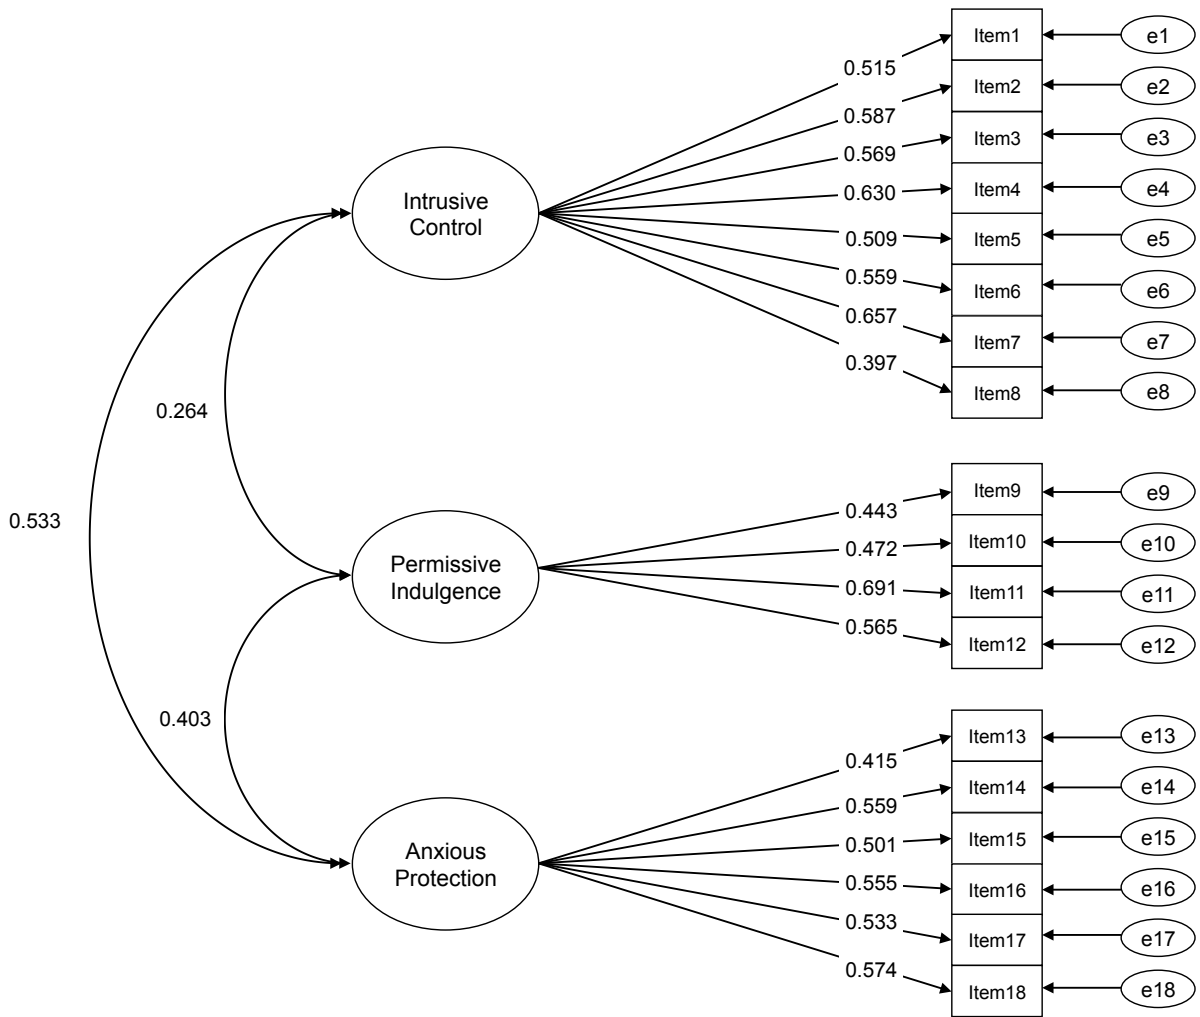 Item1
e1
0.515
Item2
e2
0.587
Item3
e3
0.569
Item4
e4
0.630
Item5
e5
0.509
Item6
e6
0.559
Item7
e7
0.657
Item8
e8
0.397
Intrusive
Control
0.264
0.533
Item9
e9
0.443
Item10
e10
0.472
Item11
e11
0.691
Item12
e12
0.565
Permissive
Indulgence
0.403
Item13
e13
0.415
Item14
e14
0.559
Item15
e15
0.501
Item16
e16
0.555
Item17
e17
0.533
Item18
e18
0.574
Anxious
Protection